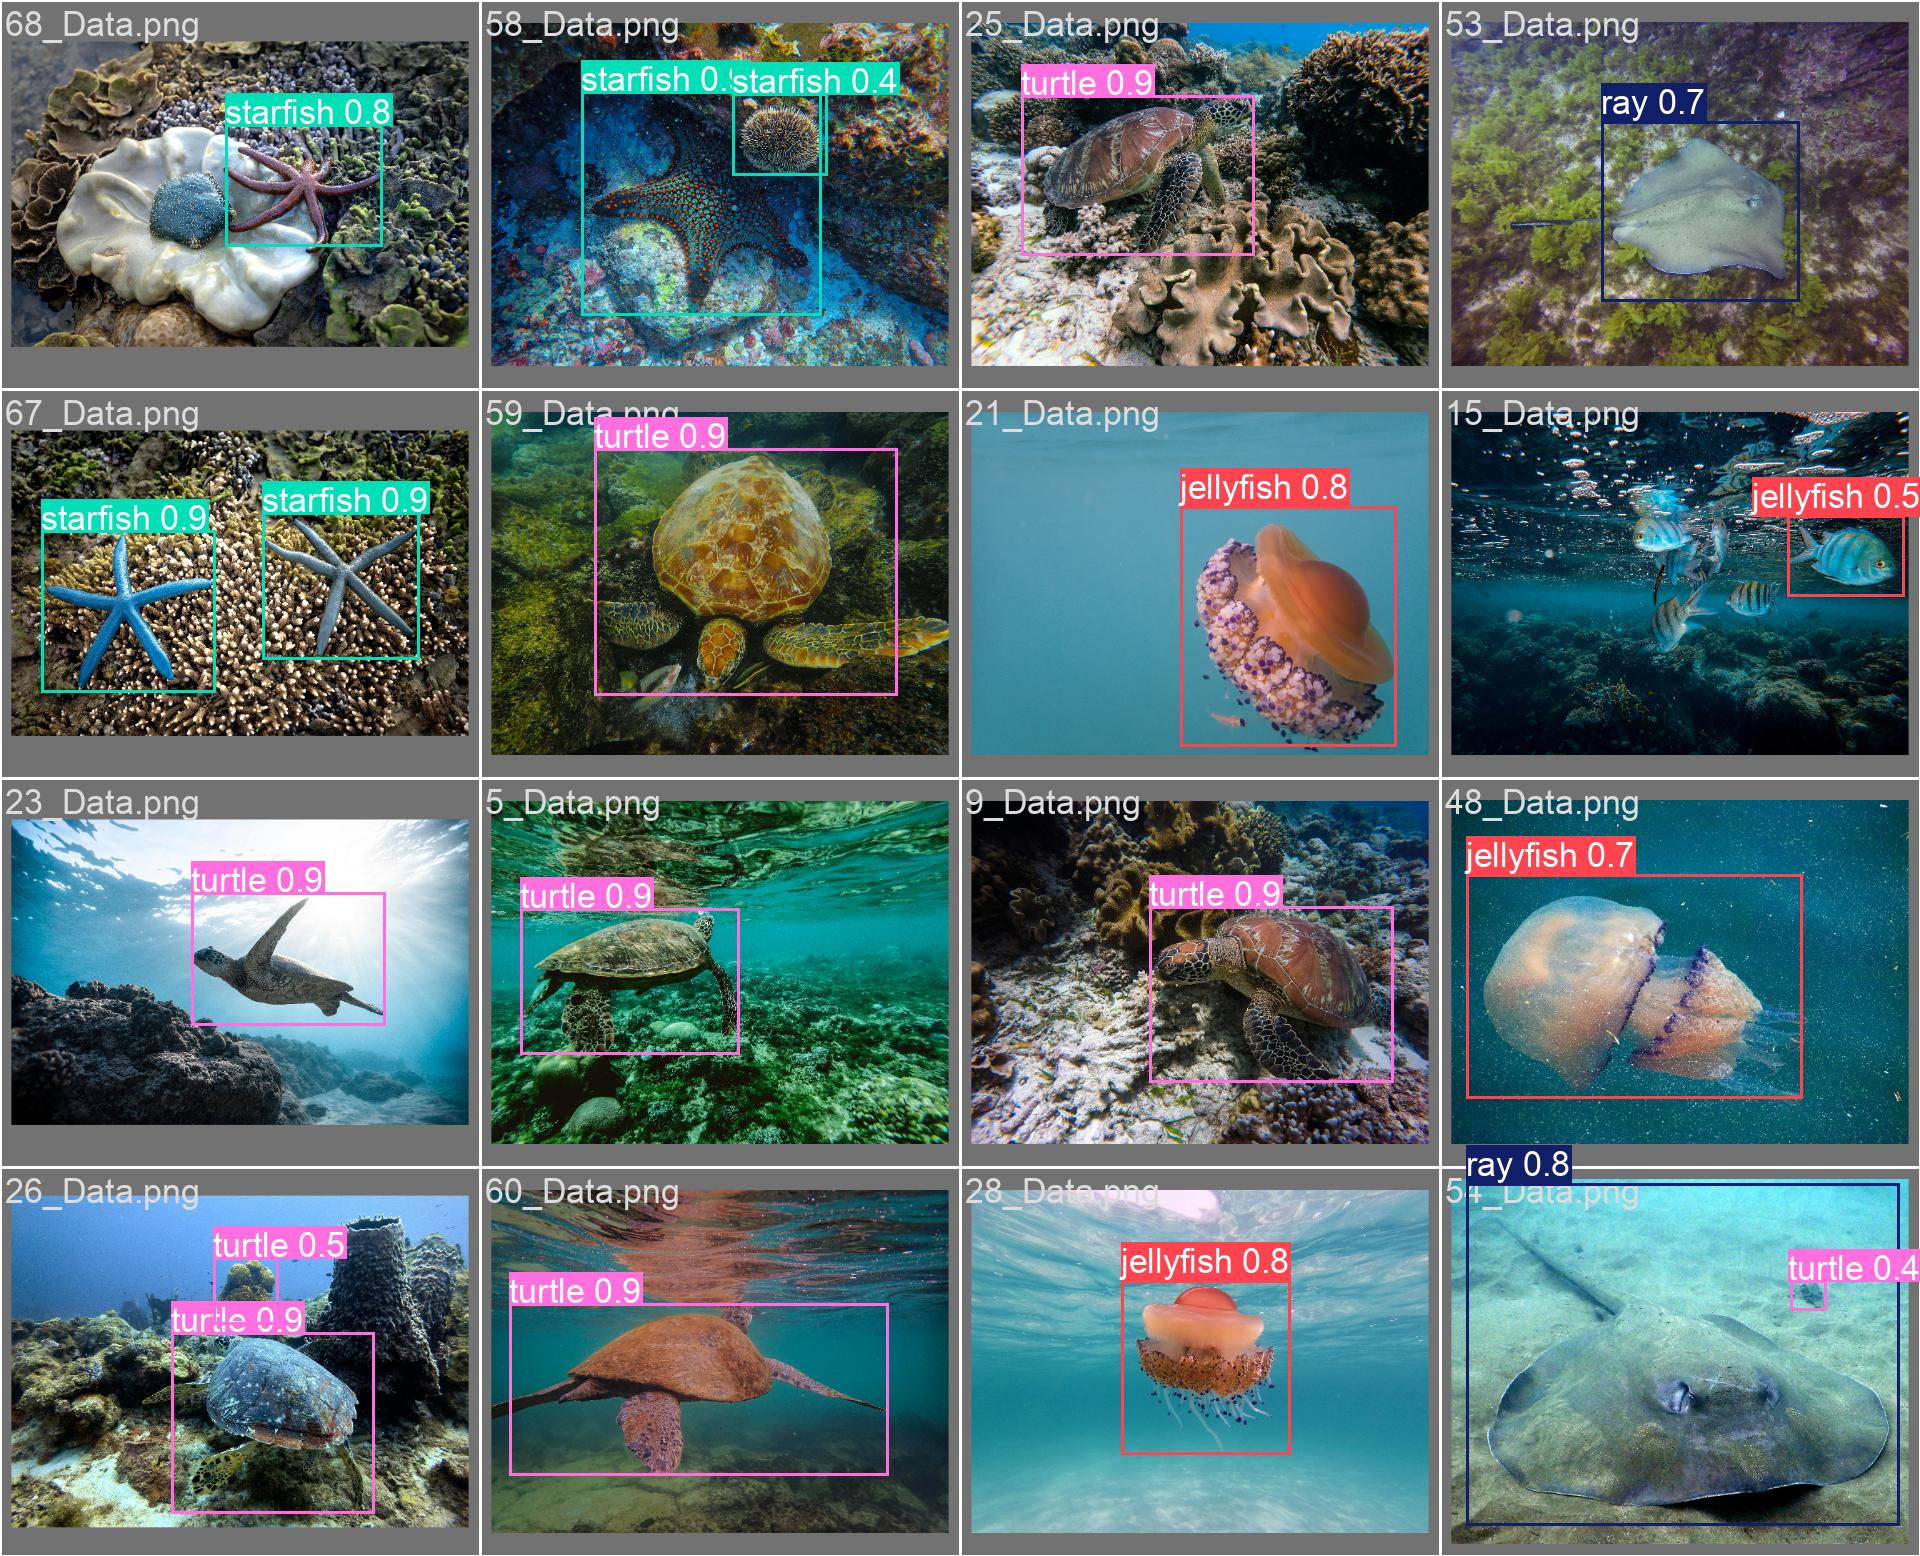 68_Data.png
starfish 0.8
58_Data.png
starfish 0.9
starfish 0.4
25_Data.png
turtle 0.9
53_Data.png
ray 0.7
67_Data.png
starfish 0.9
starfish 0.9
59_Data.png
turtle 0.9
21_Data.png
jellyfish 0.8
15_Data.png
jellyfish 0.5
23_Data.png
turtle 0.9
5_Data.png
turtle 0.9
9_Data.png
turtle 0.9
48_Data.png
jellyfish 0.7
26_Data.png
turtle 0.5
turtle 0.9
60_Data.png
turtle 0.9
28_Data.png
jellyfish 0.8
ray 0.8
54_Data.png
turtle 0.4